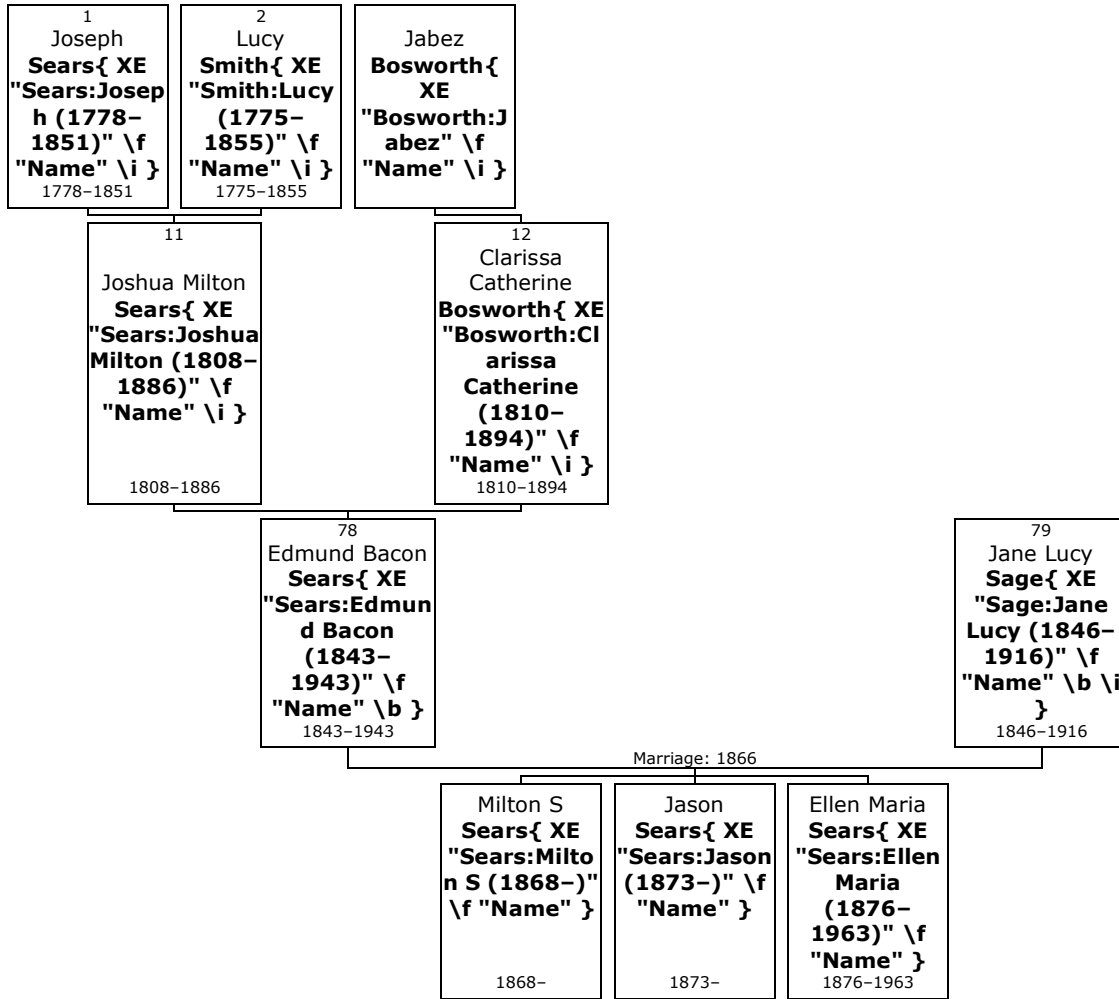 1
Joseph
Sears{ XE
"Sears:Josep
h (1778–
1851)" \f
"Name" \i }
1778–1851
2
Lucy
Smith{ XE
"Smith:Lucy
(1775–
1855)" \f
"Name" \i }
1775–1855
Jabez
Bosworth{
XE
"Bosworth:J
abez" \f
"Name" \i }
11
Joshua Milton
Sears{ XE
"Sears:Joshua
Milton (1808–
1886)" \f
"Name" \i }
1808–1886
12
Clarissa
Catherine
Bosworth{ XE
"Bosworth:Cl
arissa
Catherine
(1810–
1894)" \f
"Name" \i }
1810–1894
78
Edmund Bacon
Sears{ XE
"Sears:Edmun
d Bacon
(1843–
1943)" \f
"Name" \b }
1843–1943
79
Jane Lucy
Sage{ XE
"Sage:Jane
Lucy (1846–
1916)" \f
"Name" \b \i
}
1846–1916
Marriage: 1866
Milton S
Sears{ XE
"Sears:Milto
n S (1868–)"
\f "Name" }
1868–
Jason
Sears{ XE
"Sears:Jason
(1873–)" \f
"Name" }
1873–
Ellen Maria
Sears{ XE
"Sears:Ellen
Maria
(1876–
1963)" \f
"Name" }
1876–1963